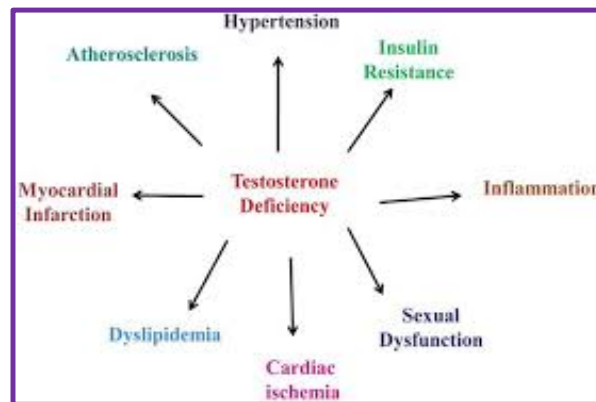 Hypertension
Atherosclerosis
Insulin
Resistance
Myocardial
Infarction
Testosterone
Deficiency
Inflammation
Dyslipidemia
Sexual
Dysfunction
Cardiac
ischemia